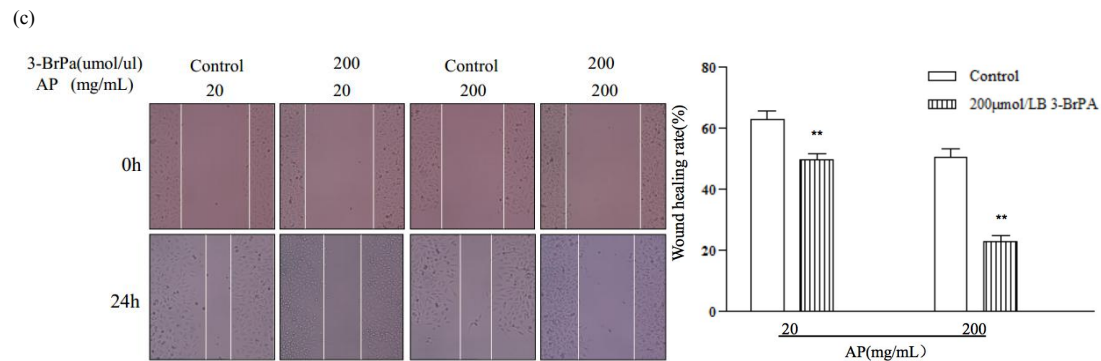 (c)
3-BrPa(umol/ul) Control 200 Control 200
AP (mg/mL) 20 20 200 200
0h
24h
Wound healing rate(%)
80
60
40
20
0
Control
200μmol/LB 3-BrPA
**
**
20 200
AP(mg/mL）